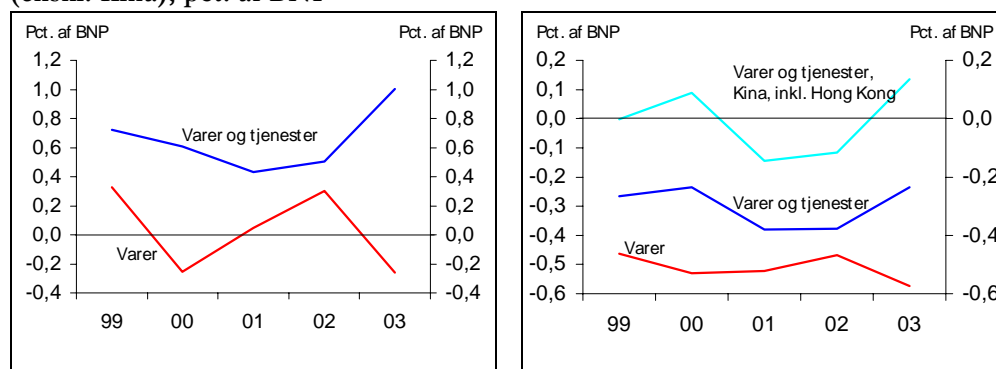 (ekskl. Kina), pct. af BNP
Pct. af BNP Pct. af BNP
1,2 1,2
1,0 1,0
0,8 0,8
Varer og tjenester
0,6 0,6
0,4 0,4
0,2 0,2
0,0 0,0
Varer
-0,2 -0,2
-0,4 -0,4
99 00 01 02 03
Pct. af BNP Pct. af BNP
0,2 0,2
0,1
Varer og tjenester,
Kina, inkl. Hong Kong
0,0 0,0
-0,1
-0,2 -0,2
-0,3
Varer og tjenester
-0,4 -0,4
Varer
-0,5
-0,6 -0,6
99 00 01 02 03